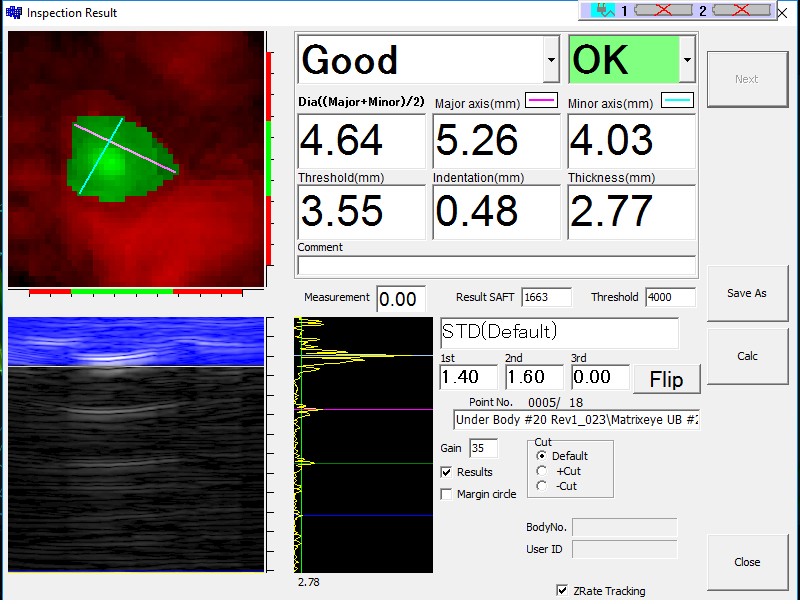 Inspection Result
1 2
Good OK
Next
Dia((Major+Minor)/2) Major axis(mm) Minor axis(mm)
4.64 5.26 4.03
Threshold(mm) Indentation(mm) Thickness(mm)
3.55 0.48 2.77
Comment
Measurement 0.00 Result SAFT 1663 Threshold 4000
Save As
STD(Default)
1st 2nd 3rd
1.40 1.60 0.00 Flip
Calc
Point No. 0005/ 18
Under Body #20 Rev1_023\Matrixeye UB #2
Gain 35
Cut
Default
Results
+Cut
Margin circle
-Cut
BodyNo.
User ID
Close
2.78
ZRate Tracking